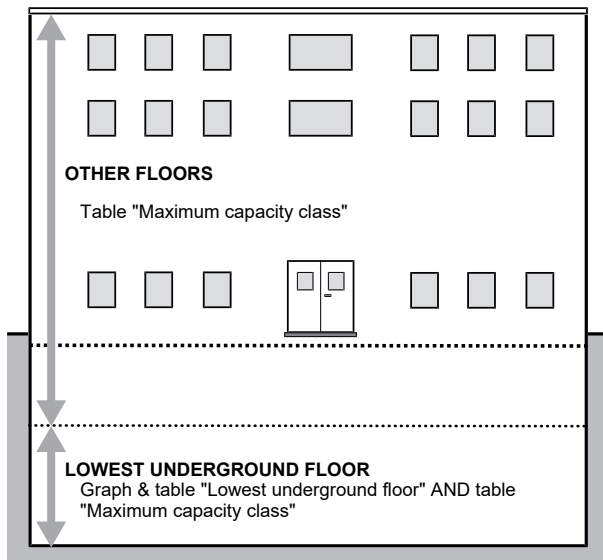 OTHER FLOORS
Table "Maximum capacity class"
LOWEST UNDERGROUND FLOOR
Graph & table "Lowest underground floor" AND table
"Maximum capacity class"